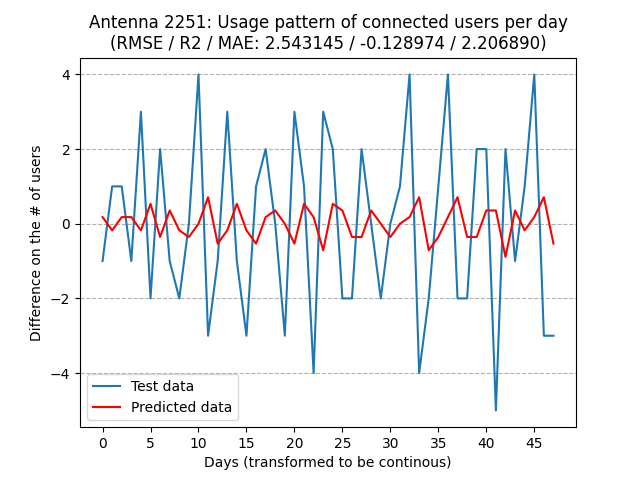 Antenna 2251: Usage pattern of connected users per day
(RMSE / R2 / MAE: 2.543145 / -0.128974 / 2.206890)
Difference on the # of users
4
2
0
−2
−4
Test data
Predicted data
0 5 10 15 20 25 30 35 40 45
Days (transformed to be continous)